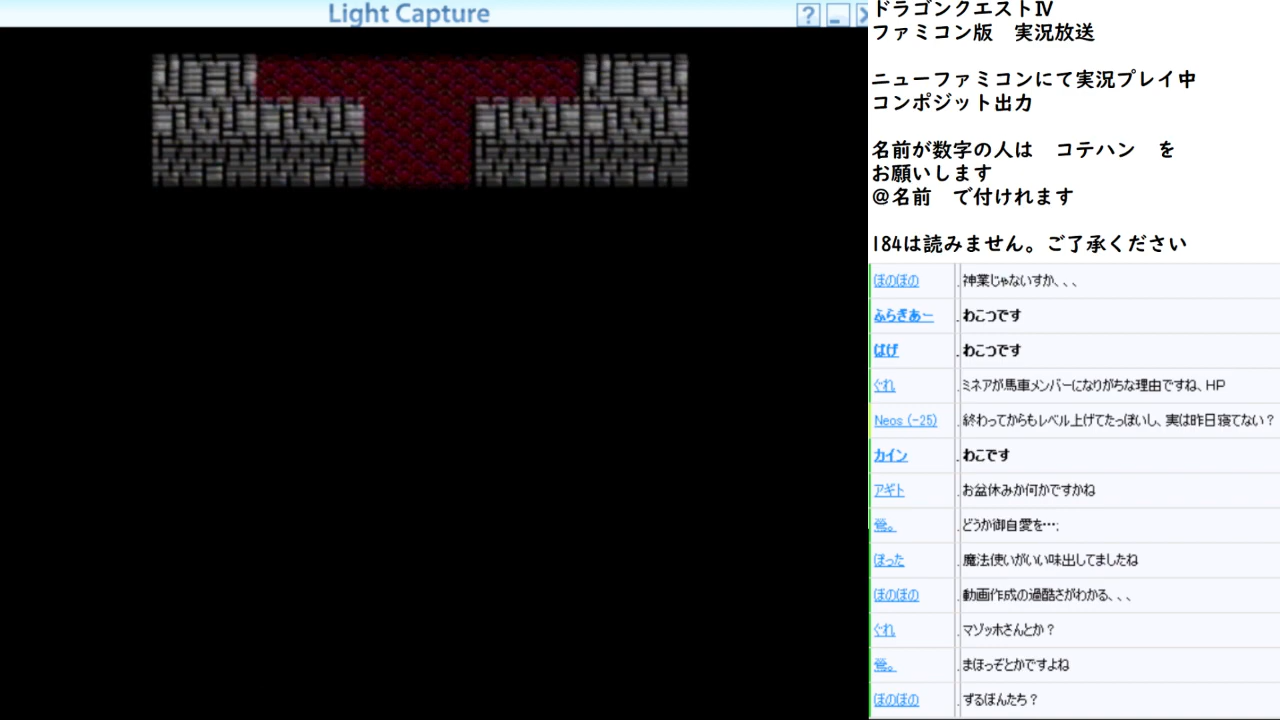 Light Capture
ドラゴンクエストⅣ
ファミコン版　実況放送
ニューファミコンにて実況プレイ中
コンポジット出力
名前が数字の人は　コテハン　を
お願いします
@名前　で付けれます
184は読みません。ご了承ください
ぼのぼの 神業じゃないすか、、、
ふらぎあー わこつです
ばげ わこつです
ぐれ ミネアが馬車メンバーになりがちな理由ですね、HP
Neos (-25) 終わってからもレベル上げてたっぽいし、実は昨日寝てない？
カイン わこです
アギト お盆休みか何かですかね
どうか御自愛を…;
ぼった 魔法使いがいい味出してましたね
ぼのぼの 動画作成の過酷さがわかる、、、
ぐれ マゾッホさんとか？
まほっぞとかですよね
ぼのぼの ずるぼんたち？